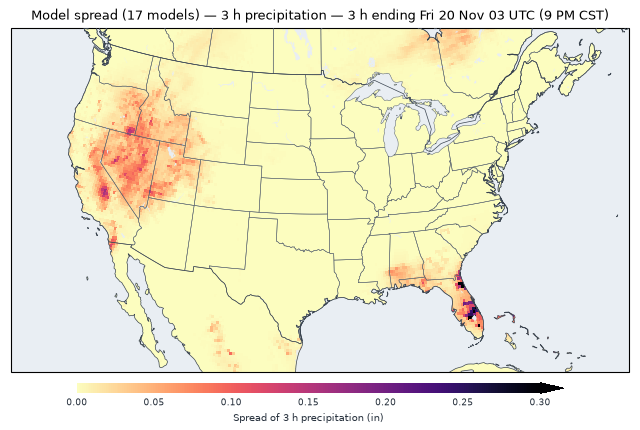 Model spread (17 models) — 3 h precipitation — 3 h ending Fri 20 Nov 03 UTC (9 PM CST)
0.00 0.05 0.10 0.15 0.20 0.25 0.30
Spread of 3 h precipitation (in)